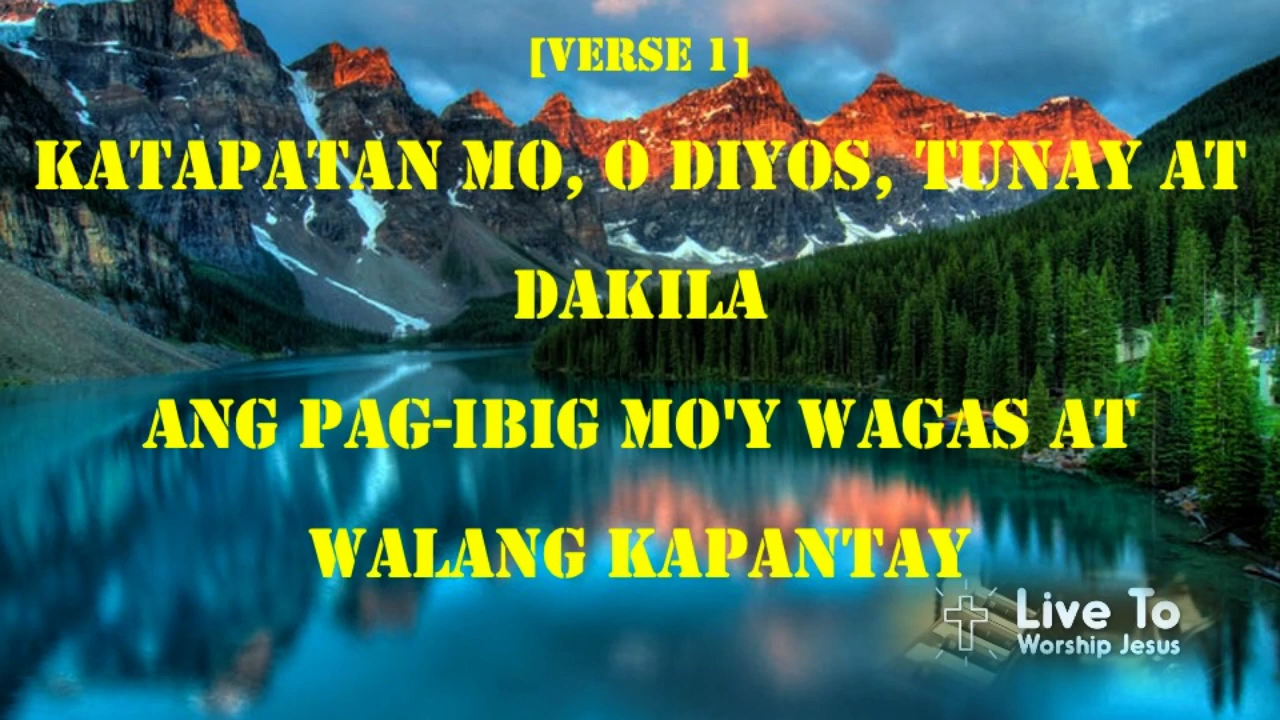 [VERSE 1]
KATAPATAN MO, O DIYOS, TUNAY AT
DAKILA
ANG PAG-IBIG MO'Y WAGAS AT
WALANG KAPANTAY
Live To
Worship Jesus